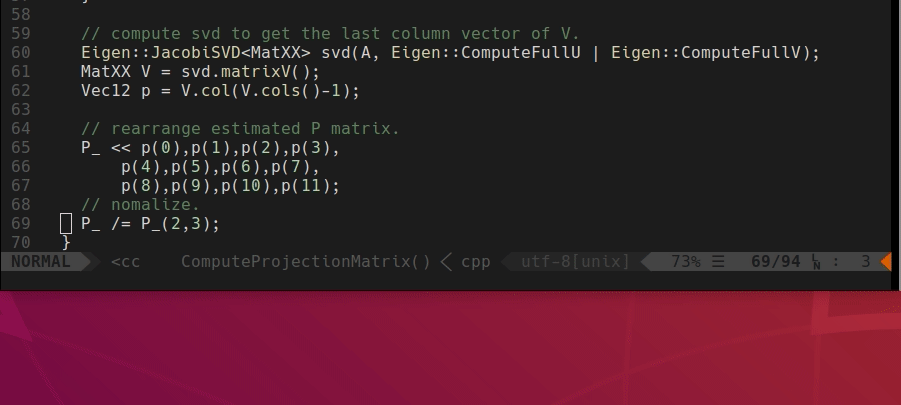 58
59 // compute svd to get the last column vector of V.
60 Eigen::JacobiSVD<MatXX> svd(A, Eigen::ComputeFullU | Eigen::ComputeFullV);
61 MatXX V = svd.matrixV();
62 Vec12 p = V.col(V.cols()-1);
63
64 // rearrange estimated P matrix.
65 P_ << p(0),p(1),p(2),p(3),
66 p(4),p(5),p(6),p(7),
67 p(8),p(9),p(10),p(11);
68 // nomalize.
69 P_ /= P_(2,3);
70 }
NORMAL <cc ComputeProjectionMatrix() < cpp utf-8[unix] 73% ☰ 69/94 LN : 3